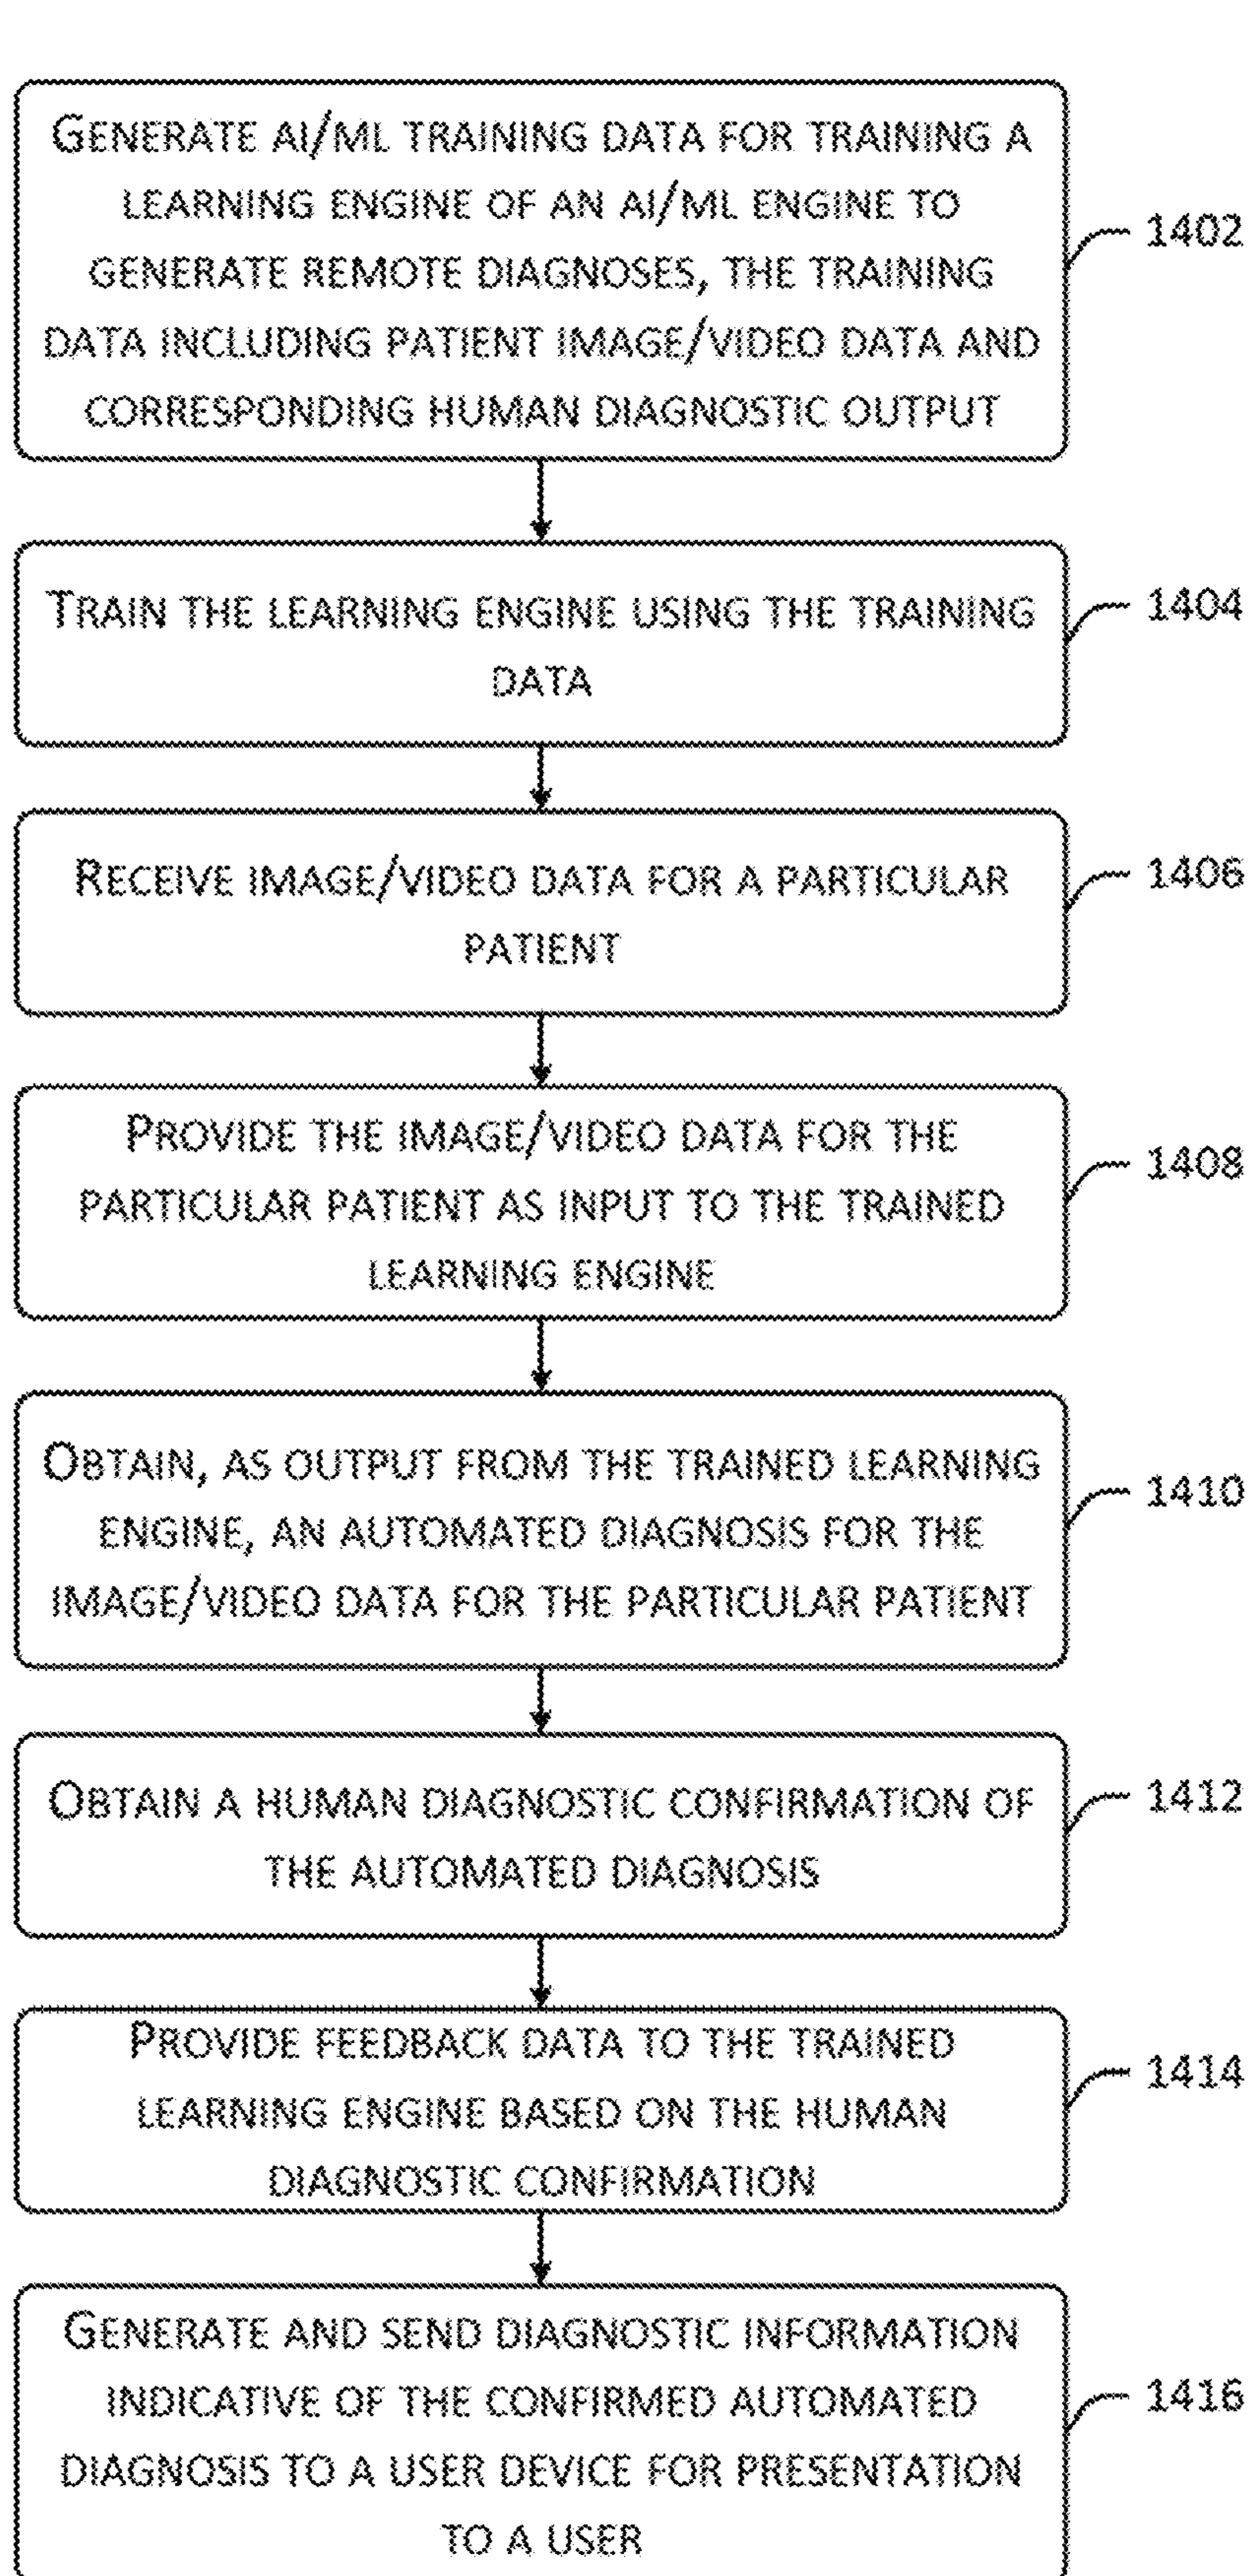 GENERATE AI/ML TRAINING DATA FOR TRAINING A
LEARNING ENGINE OF AN AI/ML ENGINE TO
GENERATE REMOTE DIAGNOSES, THE TRAINING
DATA INCLUDING PATIENT IMAGE/VIDEO DATA AND
CORRESPONDING HUMAN DIAGNOSTIC OUTPUT
1402
TRAIN THE LEARNING ENGINE USING THE TRAINING
DATA
1404
RECEIVE IMAGE/VIDEO DATA FOR A PARTICULAR
PATIENT
1406
PROVIDE THE IMAGE/VIDEO DATA FOR THE
PARTICULAR PATIENT AS INPUT TO THE TRAINED
LEARNING ENGINE
1408
OBTAIN, AS OUTPUT FROM THE TRAINED LEARNING
ENGINE, AN AUTOMATED DIAGNOSIS FOR THE
IMAGE/VIDEO DATA FOR THE PARTICULAR PATIENT
1410
OBTAIN A HUMAN DIAGNOSTIC CONFIRMATION OF
THE AUTOMATED DIAGNOSIS
1412
PROVIDE FEEDBACK DATA TO THE TRAINED
LEARNING ENGINE BASED ON THE HUMAN
DIAGNOSTIC CONFIRMATION
1414
GENERATE AND SEND DIAGNOSTIC INFORMATION
INDICATIVE OF THE CONFIRMED AUTOMATED
DIAGNOSIS TO A USER DEVICE FOR PRESENTATION
TO A USER
1416